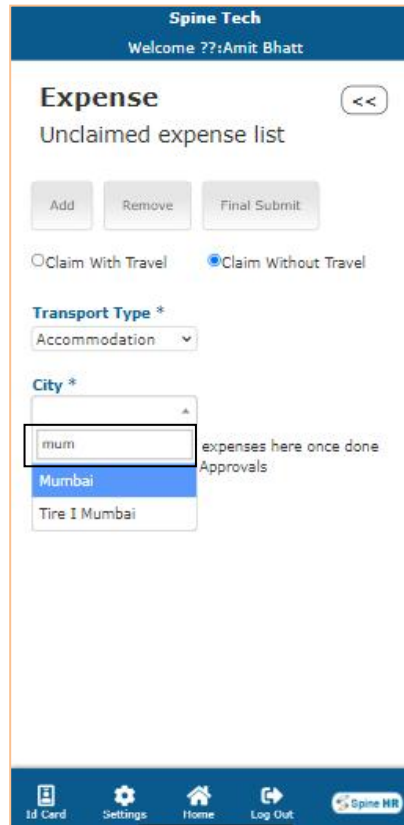 Spine Tech
Welcome ??:Amit Bhatt
Expense
<<
Unclaimed expense list
Add Remove Final Submit
Claim With Travel Claim Without Travel
Transport Type *
Accommodation
City *
mum
expenses here once done
Approvals
Mumbai
Tire I Mumbai
Id Card Settings Home Log Out Spine HR